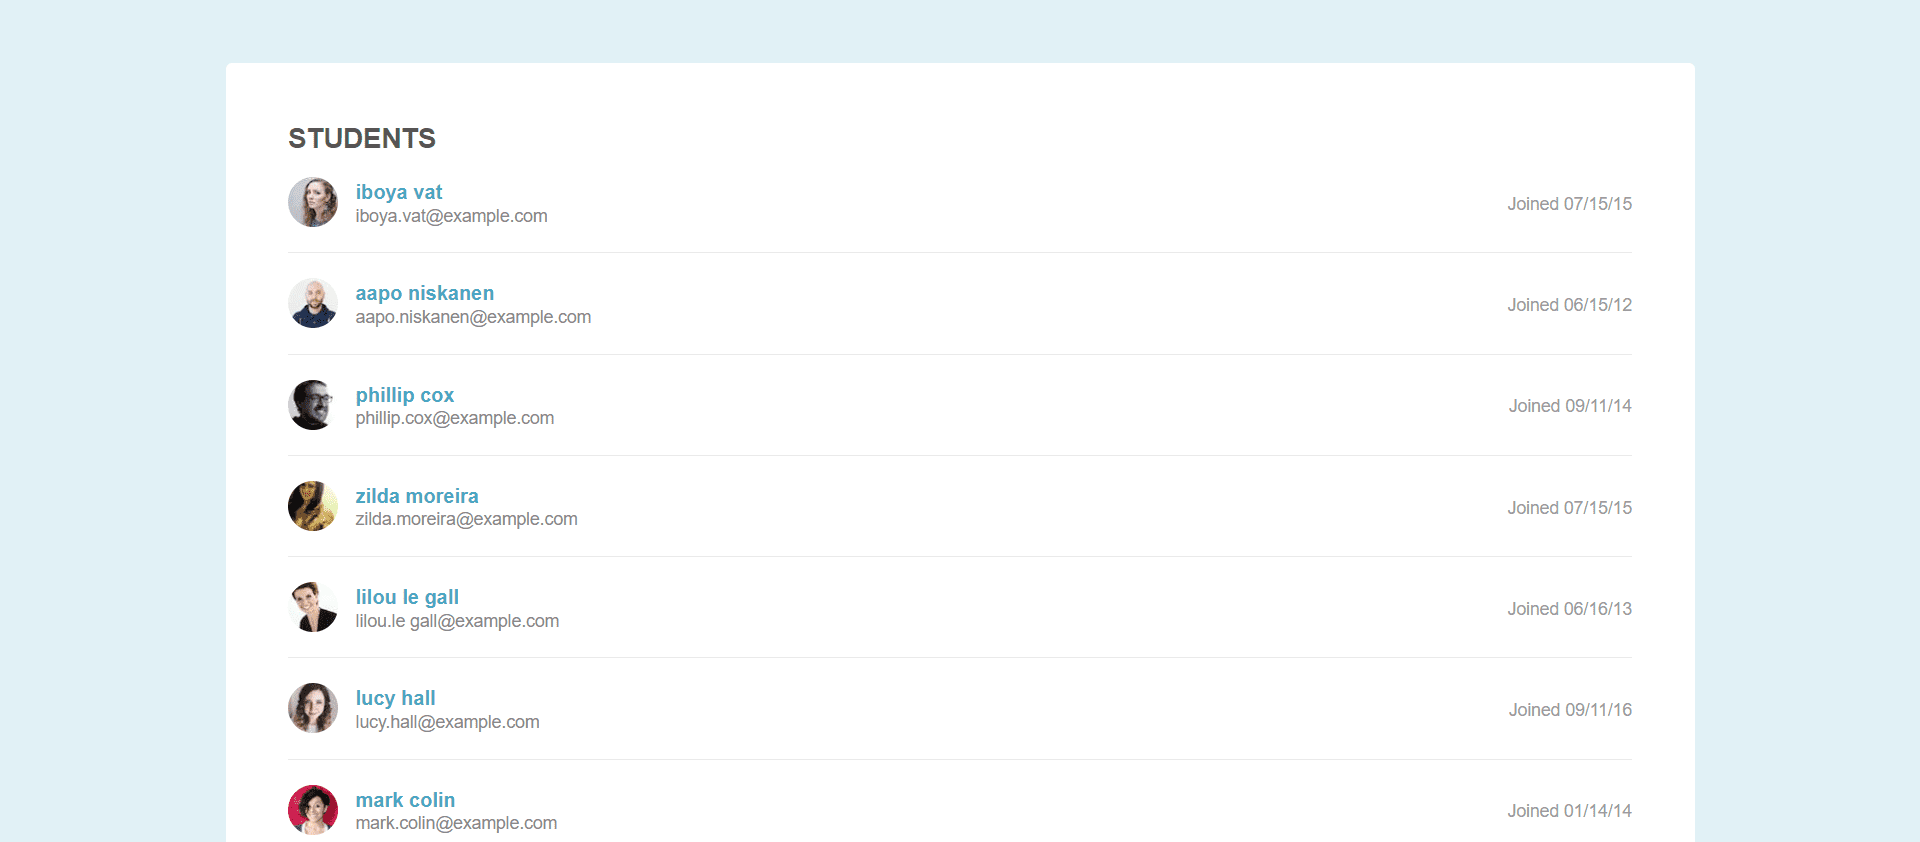 STUDENTS
iboya vat
iboya.vat@example.com
Joined 07/15/15
aapo niskanen
aapo.niskanen@example.com
Joined 06/15/12
phillip cox
phillip.cox@example.com
Joined 09/11/14
zilda moreira
zilda.moreira@example.com
Joined 07/15/15
lilou le gall
lilou.le gall@example.com
Joined 06/16/13
lucy hall
lucy.hall@example.com
Joined 09/11/16
mark colin
mark.colin@example.com
Joined 01/14/14